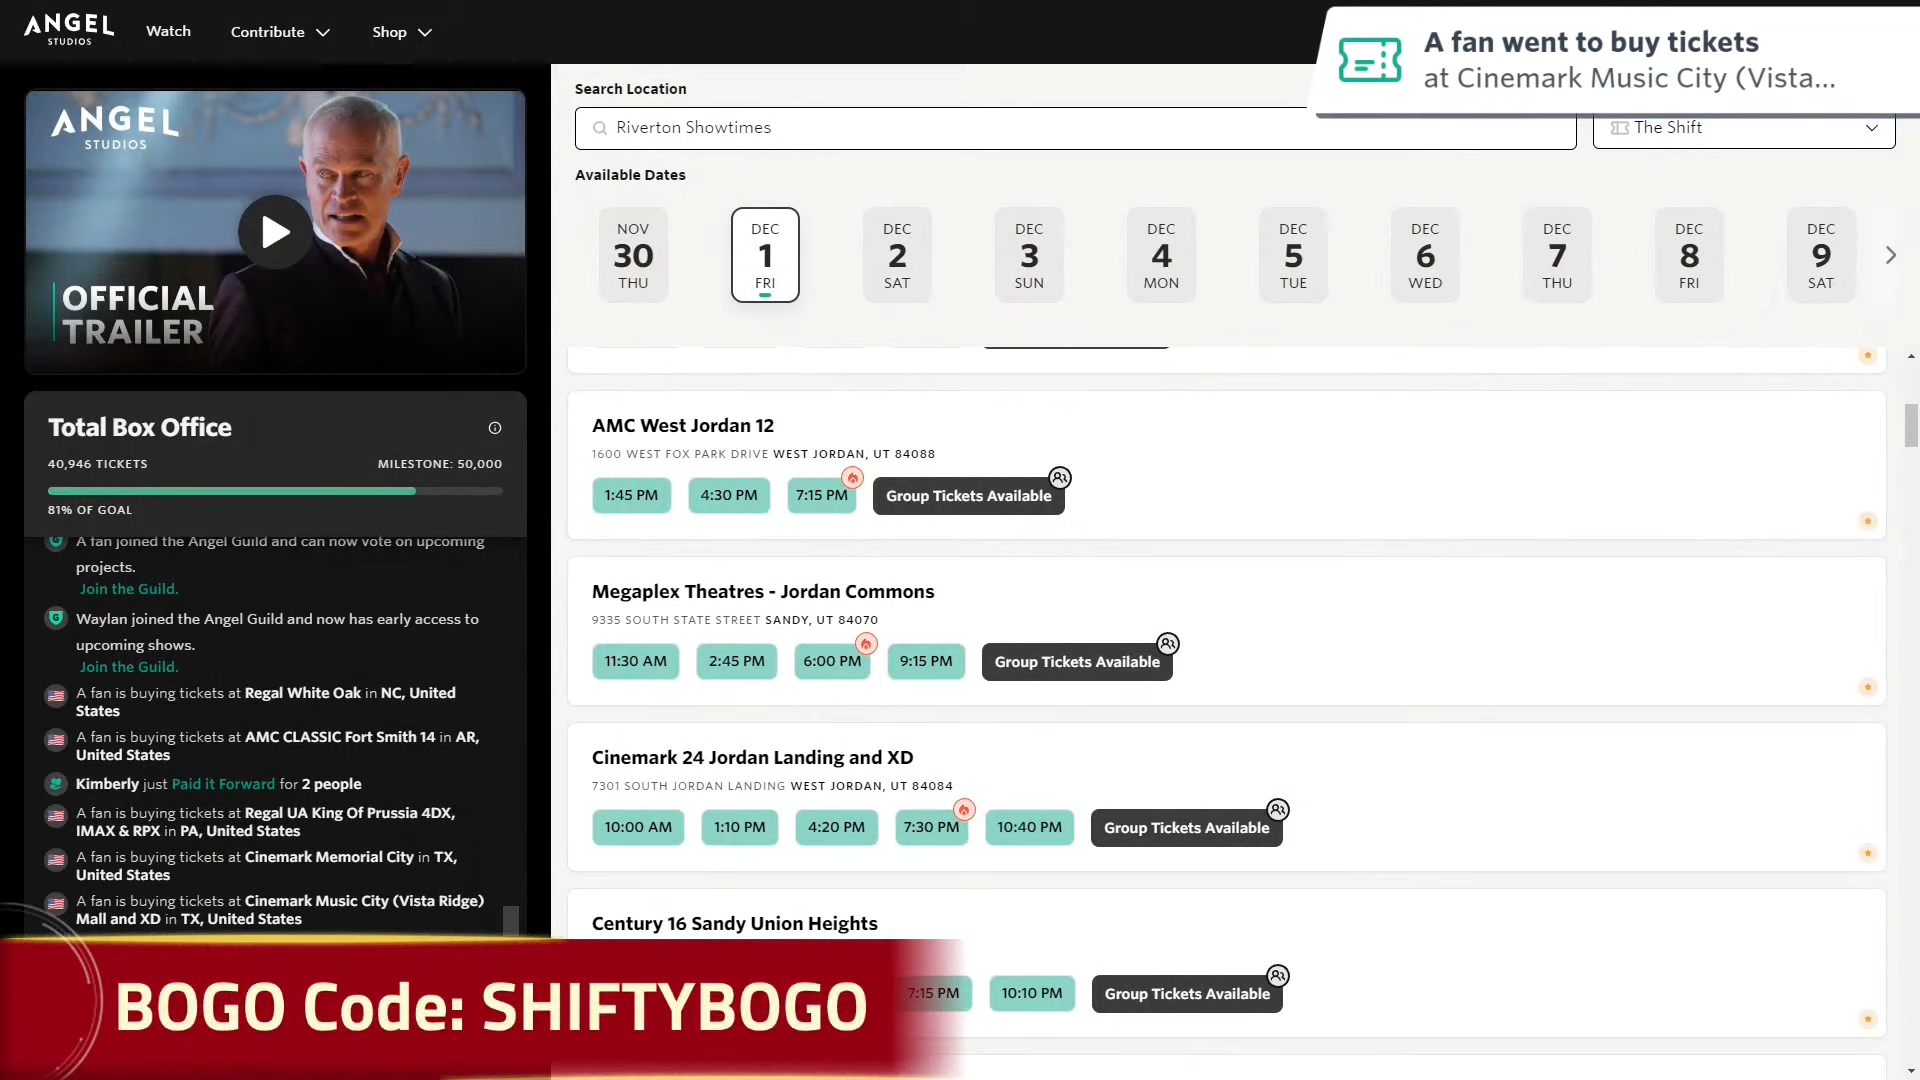 ANGEL
STUDIOS
Watch
Contribute
Shop
A fan went to buy tickets
at Cinemark Music City (Vista...
ANGEL
STUDIOS
OFFICIAL
TRAILER
Total Box Office
40,946 TICKETS
MILESTONE: 50,000
81% OF GOAL
A fan joined the Angel Guild and can now vote on upcoming
projects.
Join the Guild.
Waylan joined the Angel Guild and now has early access to
upcoming shows.
Join the Guild.
A fan is buying tickets at Regal White Oak in NC, United
States
A fan is buying tickets at AMC CLASSIC Fort Smith 14 in AR,
United States
Kimberly just Paid it Forward for 2 people
A fan is buying tickets at Regal UA King Of Prussia 4DX,
IMAX & RPX in PA, United States
A fan is buying tickets at Cinemark Memorial City in TX,
United States
A fan is buying tickets at Cinemark Music City (Vista Ridge)
Mall and XD in TX, United States
Search Location
Riverton Showtimes
The Shift
Available Dates
NOV
30
THU
DEC
1
FRI
DEC
2
SAT
DEC
3
SUN
DEC
4
MON
DEC
5
TUE
DEC
6
WED
DEC
7
THU
DEC
8
FRI
DEC
9
SAT
AMC West Jordan 12
1600 WEST FOX PARK DRIVE WEST JORDAN, UT 84088
1:45 PM 4:30 PM 7:15 PM Group Tickets Available
Megaplex Theatres - Jordan Commons
9335 SOUTH STATE STREET SANDY, UT 84070
11:30 AM 2:45 PM 6:00 PM 9:15 PM Group Tickets Available
Cinemark 24 Jordan Landing and XD
7301 SOUTH JORDAN LANDING WEST JORDAN, UT 84084
10:00 AM 1:10 PM 4:20 PM 7:30 PM 10:40 PM Group Tickets Available
Century 16 Sandy Union Heights
7:15 PM 10:10 PM Group Tickets Available
BOGO Code: SHIFTYBOGO